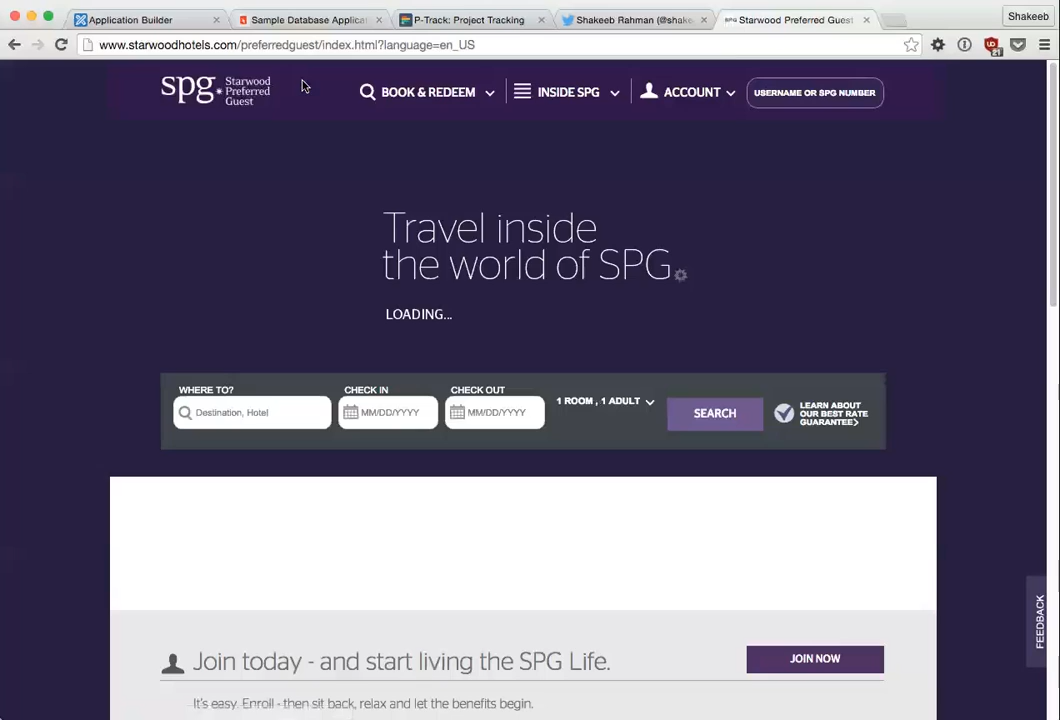 Application Builder
Sample Database Applica
P-Track: Project Tracking
Shakeeb Rahman (@shake
Starwood Preferred Guest
Shakeeb
www.starwoodhotels.com/preferredguest/index.html?language=en_US
spg Starwood
Preferred
Guest
BOOK & REDEEM
INSIDE SPG
ACCOUNT
USERNAME OR SPG NUMBER
Travel inside
the world of SPG
LOADING...
WHERE TO?
CHECK IN
CHECK OUT
Destination, Hotel
MM/DD/YYYY
MM/DD/YYYY
1 ROOM , 1 ADULT
SEARCH
LEARN ABOUT
OUR BEST RATE
GUARANTEE>
FEEDBACK
Join today - and start living the SPG Life.
JOIN NOW
It's easy. Enroll - then sit back, relax and let the benefits begin.